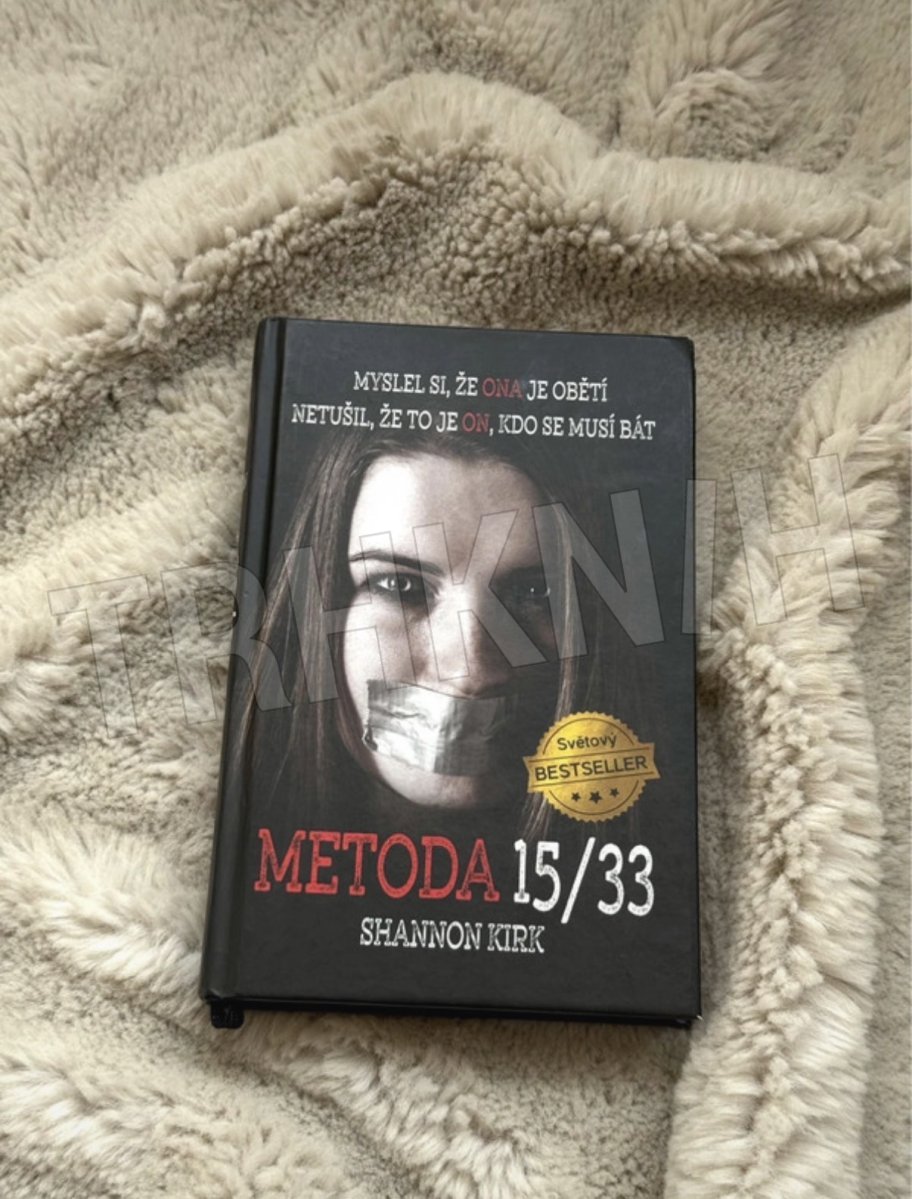 MYSLEL SI, ŽE ONA JE OBĚTÍ
NETUŠIL, ŽE TO JE ON, KDO SE MUSÍ BÁT
TRHKNIH
Světový
BESTSELLER
METODA 15/33
SHANNON KIRK